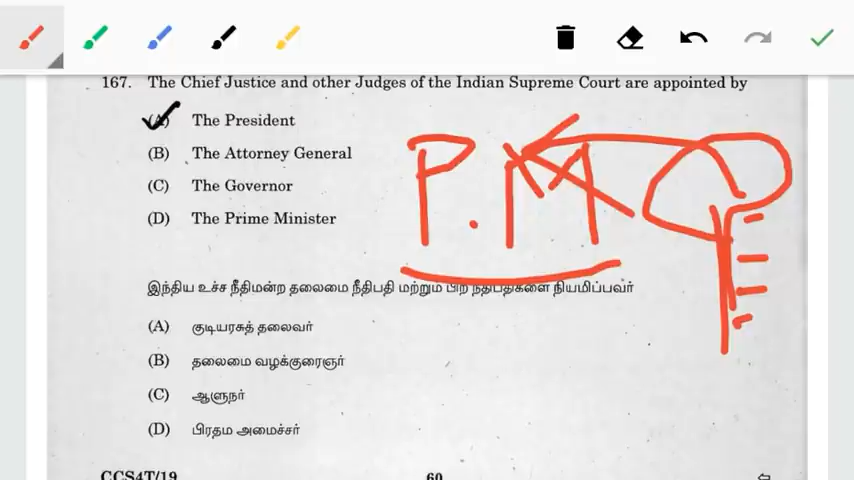 167. The Chief Justice and other Judges of the Indian Supreme Court are appointed by
(A) The President
(B) The Attorney General
(C) The Governor
(D) The Prime Minister
P.M
இந்திய உச்ச நீதிமன்ற தலைமை நீதிபதி மற்றும் பிற நீதிபதிகளை நியமிப்பவர்
(A) குடியரசுத் தலைவர்
(B) தலைமை வழக்குரைஞர்
(C) ஆளுநர்
(D) பிரதம அமைச்சர்
CCS4T/19 60